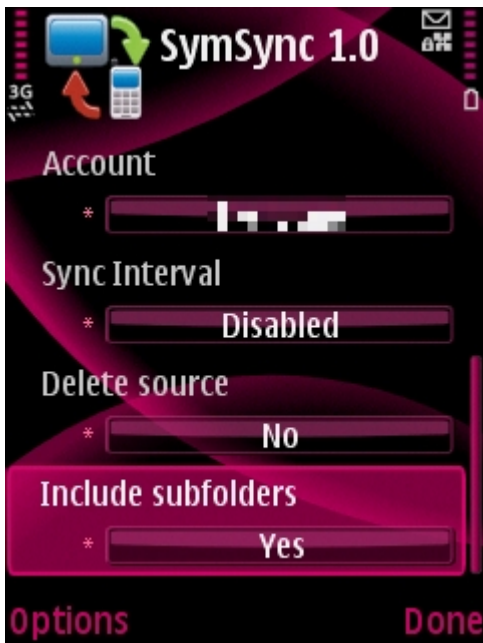 SymSync 1.0
3G
Account
*
Sync Interval
* Disabled
Delete source
* No
Include subfolders
* Yes
Options Done